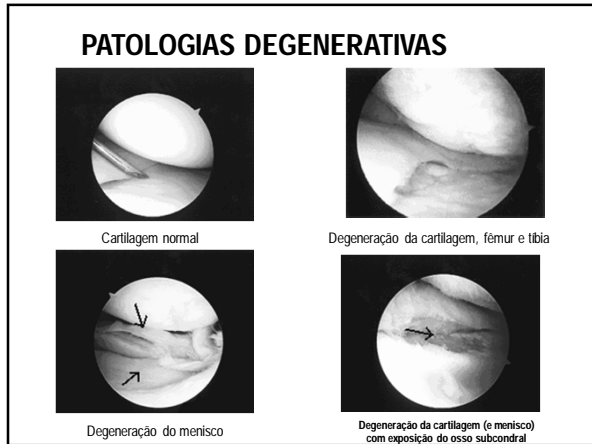 PATOLOGIAS DEGENERATIVAS
Cartilagem normal
Degeneração da cartilagem, fêmur e tíbia
Degeneração do menisco
Degeneração da cartilagem (e menisco)
com exposição do osso subcondral